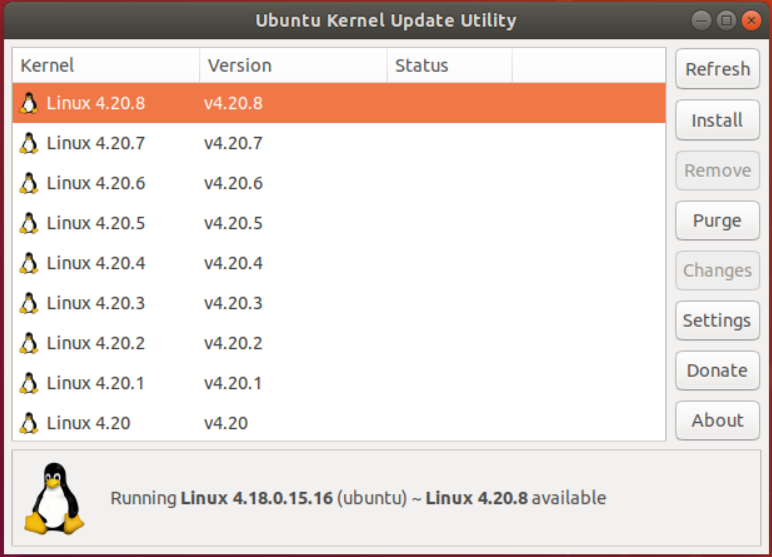 Ubuntu Kernel Update Utility
Kernel Version Status
Linux 4.20.8 v4.20.8
Linux 4.20.7 v4.20.7
Linux 4.20.6 v4.20.6
Linux 4.20.5 v4.20.5
Linux 4.20.4 v4.20.4
Linux 4.20.3 v4.20.3
Linux 4.20.2 v4.20.2
Linux 4.20.1 v4.20.1
Linux 4.20 v4.20
Refresh
Install
Remove
Purge
Changes
Settings
Donate
About
Running Linux 4.18.0.15.16 (ubuntu) ~ Linux 4.20.8 available